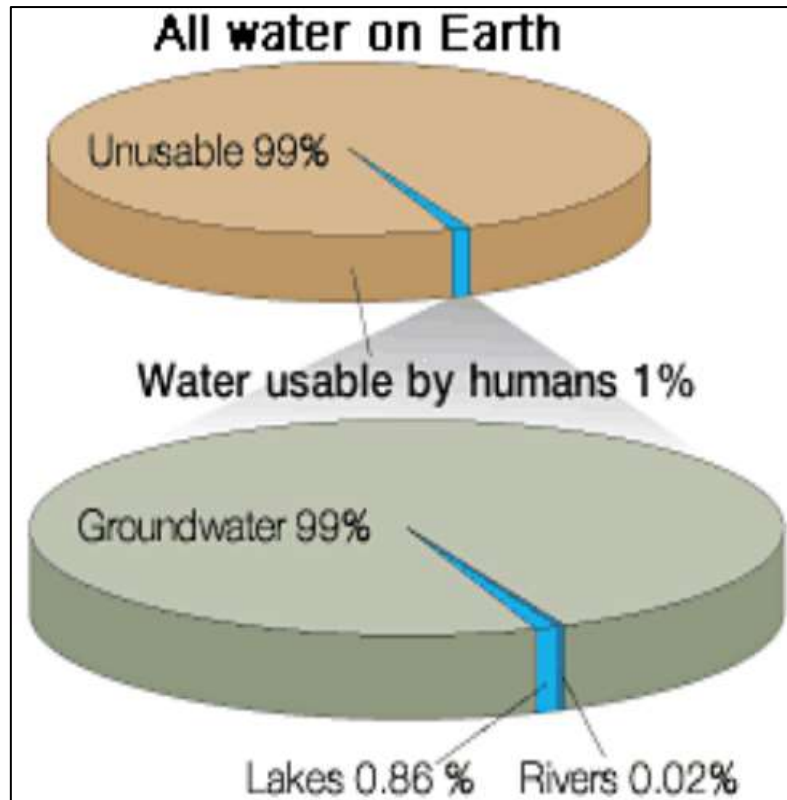 All water on Earth
Unusable 99%
Water usable by humans 1%
Groundwater 99%
Lakes 0.86 %
Rivers 0.02%